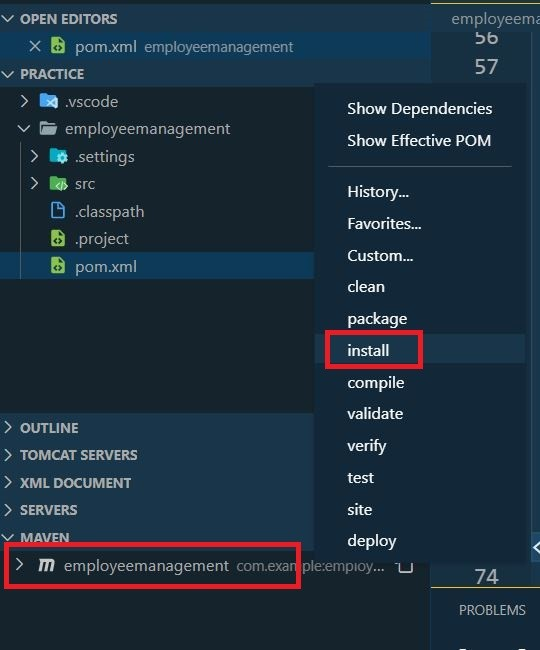 OPEN EDITORS
pom.xml employeemanagement
PRACTICE
.vscode
employeemanagement
.settings
src
.classpath
.project
pom.xml
OUTLINE
TOMCAT SERVERS
XML DOCUMENT
SERVERS
MAVEN
employeemanagement com.example:employ...
Show Dependencies
Show Effective POM
History...
Favorites...
Custom...
clean
package
install
compile
validate
verify
test
site
deploy
employeema
56
57
74
PROBLEMS